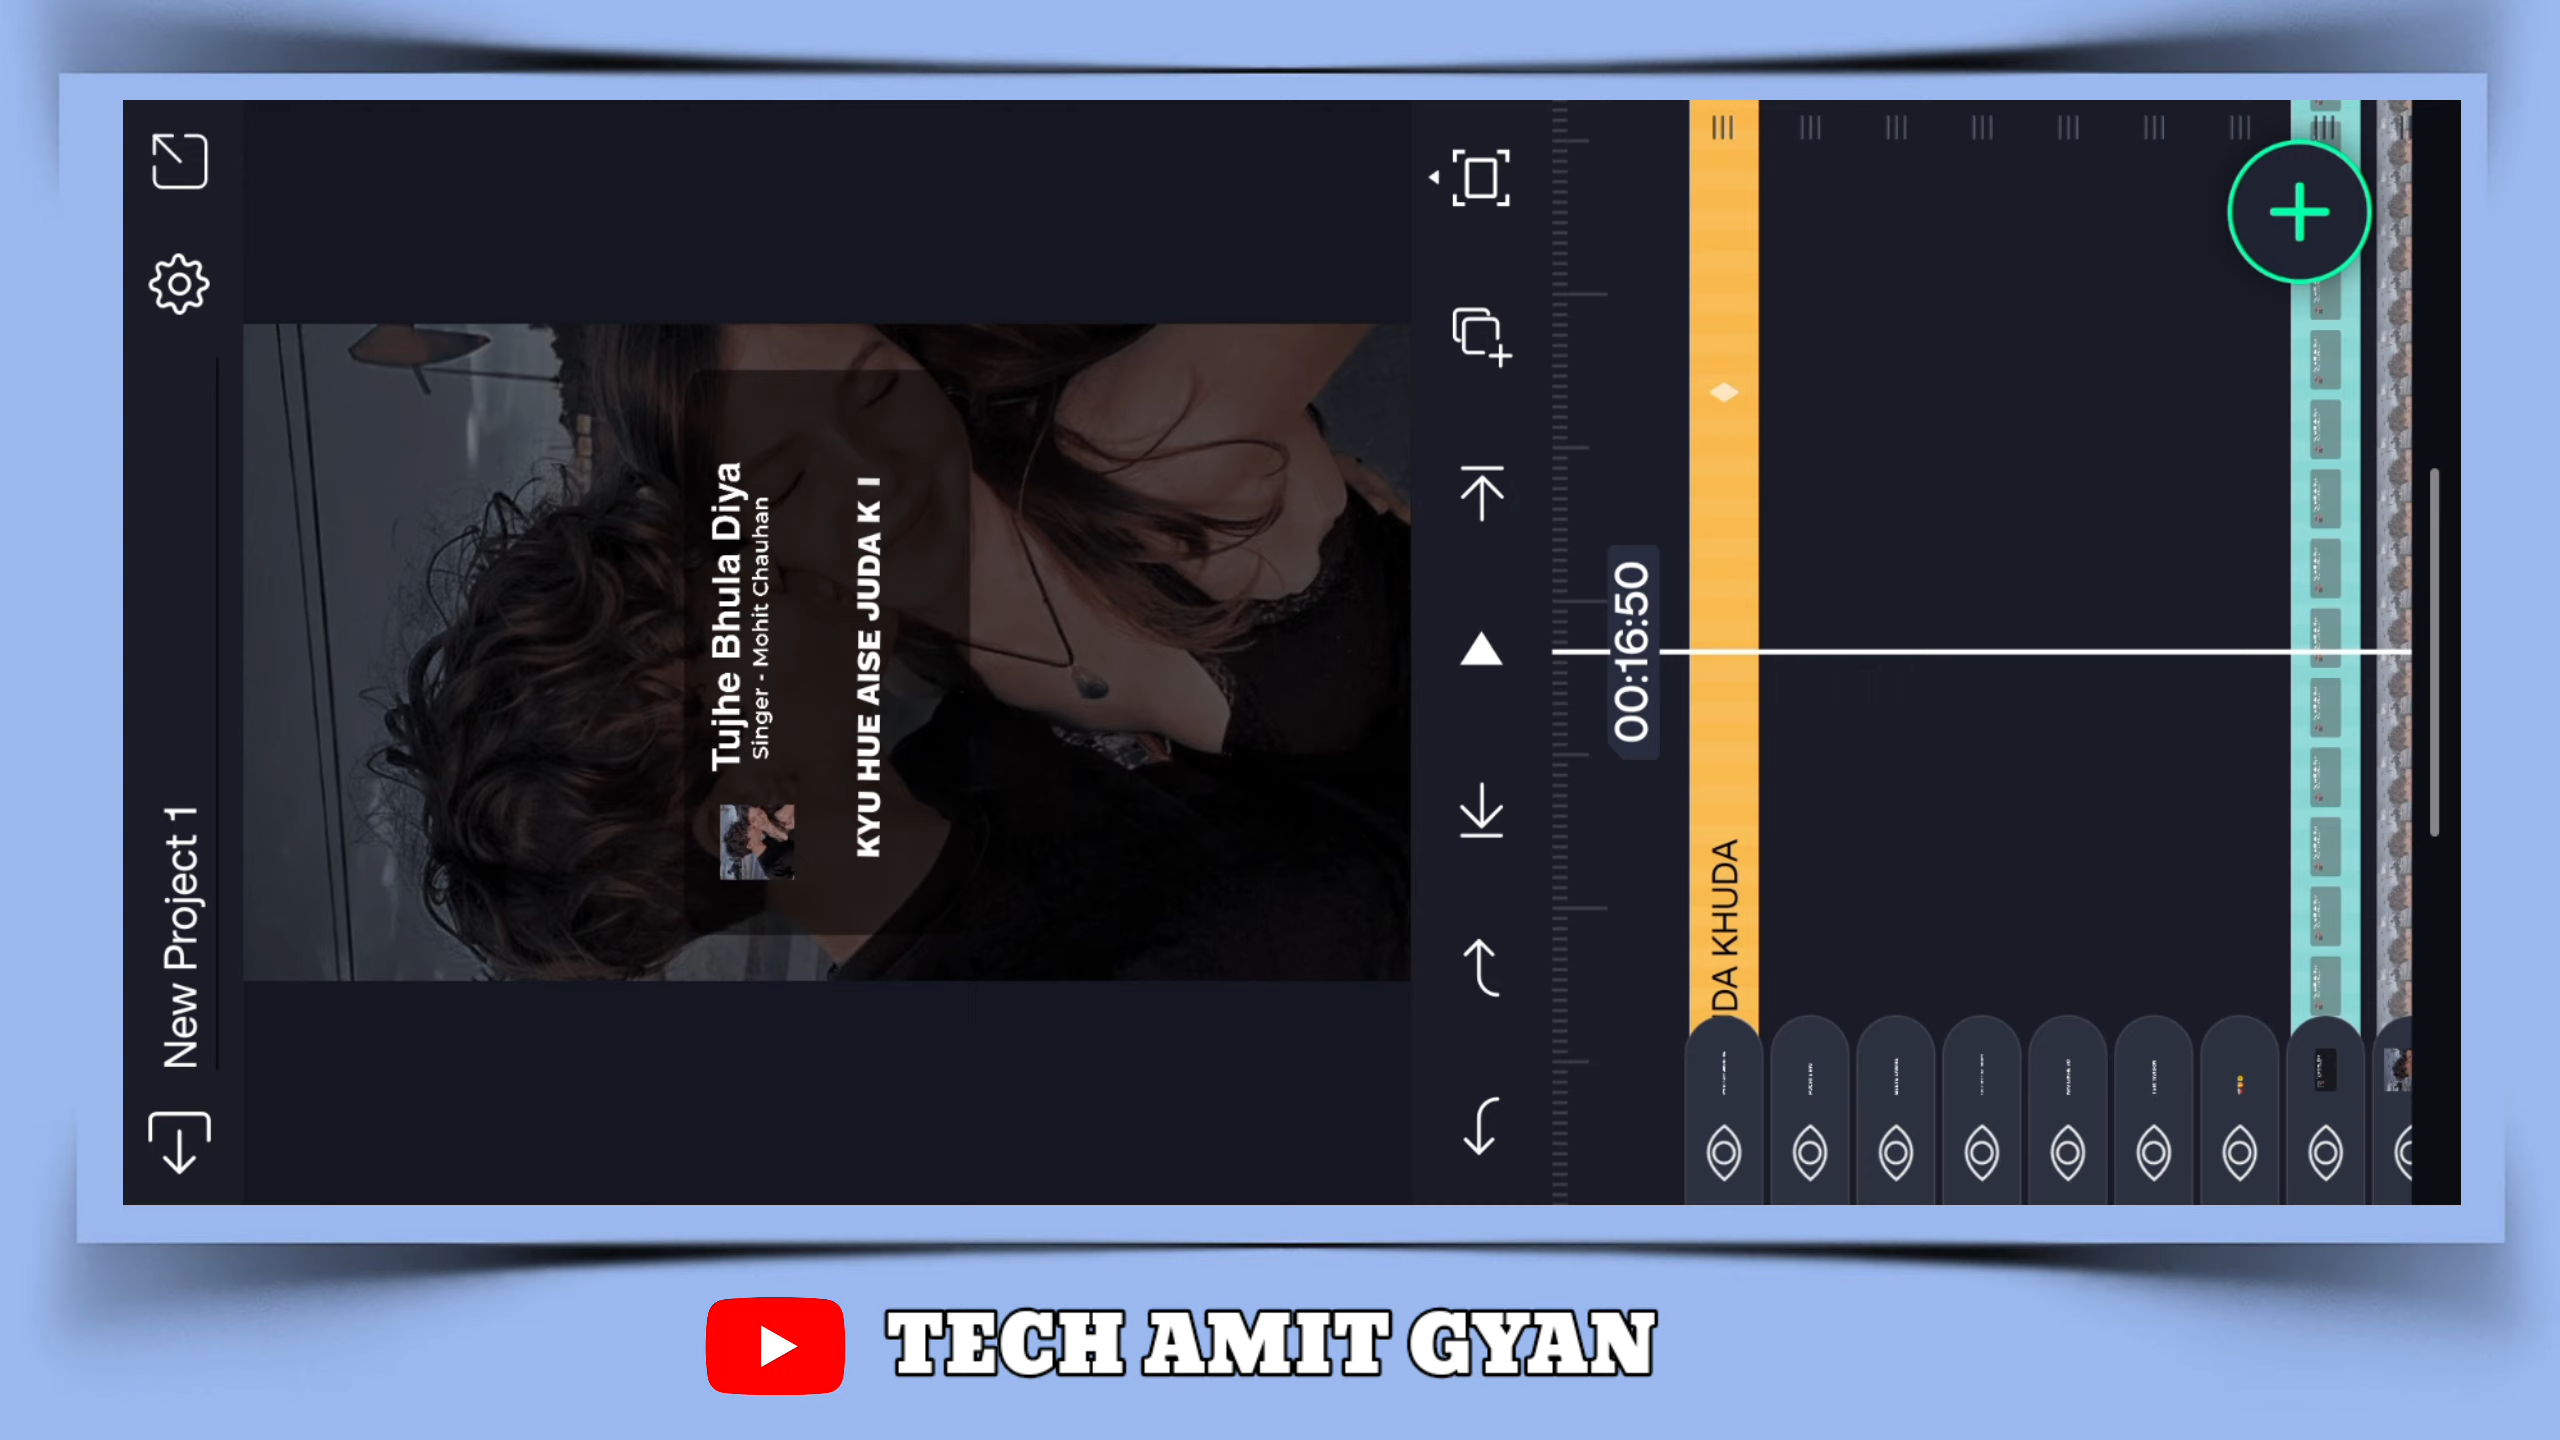 New Project 1
Tujhe Bhula Diya
Singer - Mohit Chauhan
KYU HUE AISE JUDA K I
00:16:50
DA KHUDA
TECH AMIT GYAN